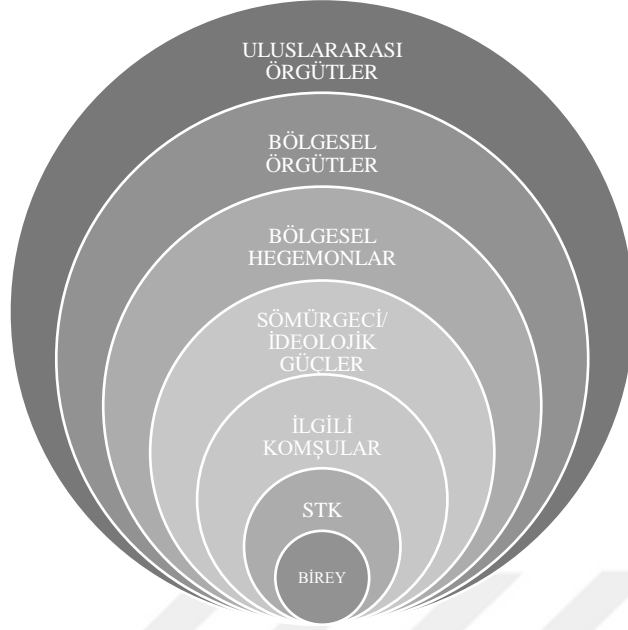 ULUSLARARASI
ÖRGÜTLER
BÖLGESEL
ÖRGÜTLER
BÖLGESEL
HEGEMONLAR
SÖMÜRGECİ/
İDEOLOJİK
GÜÇLER
İLGİLİ
KOMŞULAR
STK
BİREY